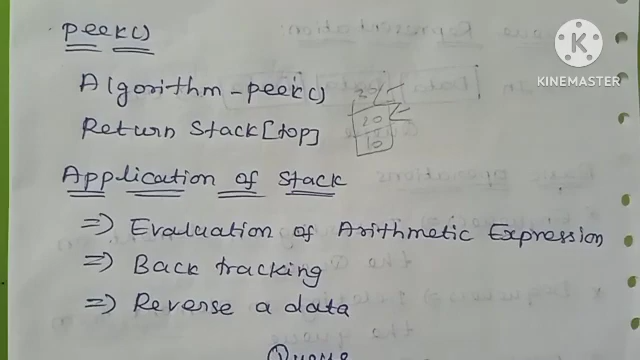 peek()
KINEMASTER
Algorithm-peek()
Return Stack[top]
20
10
Application of Stack
=> Evaluation of Arithmetic Expression
=> Back tracking
=> Reverse a data
Queue